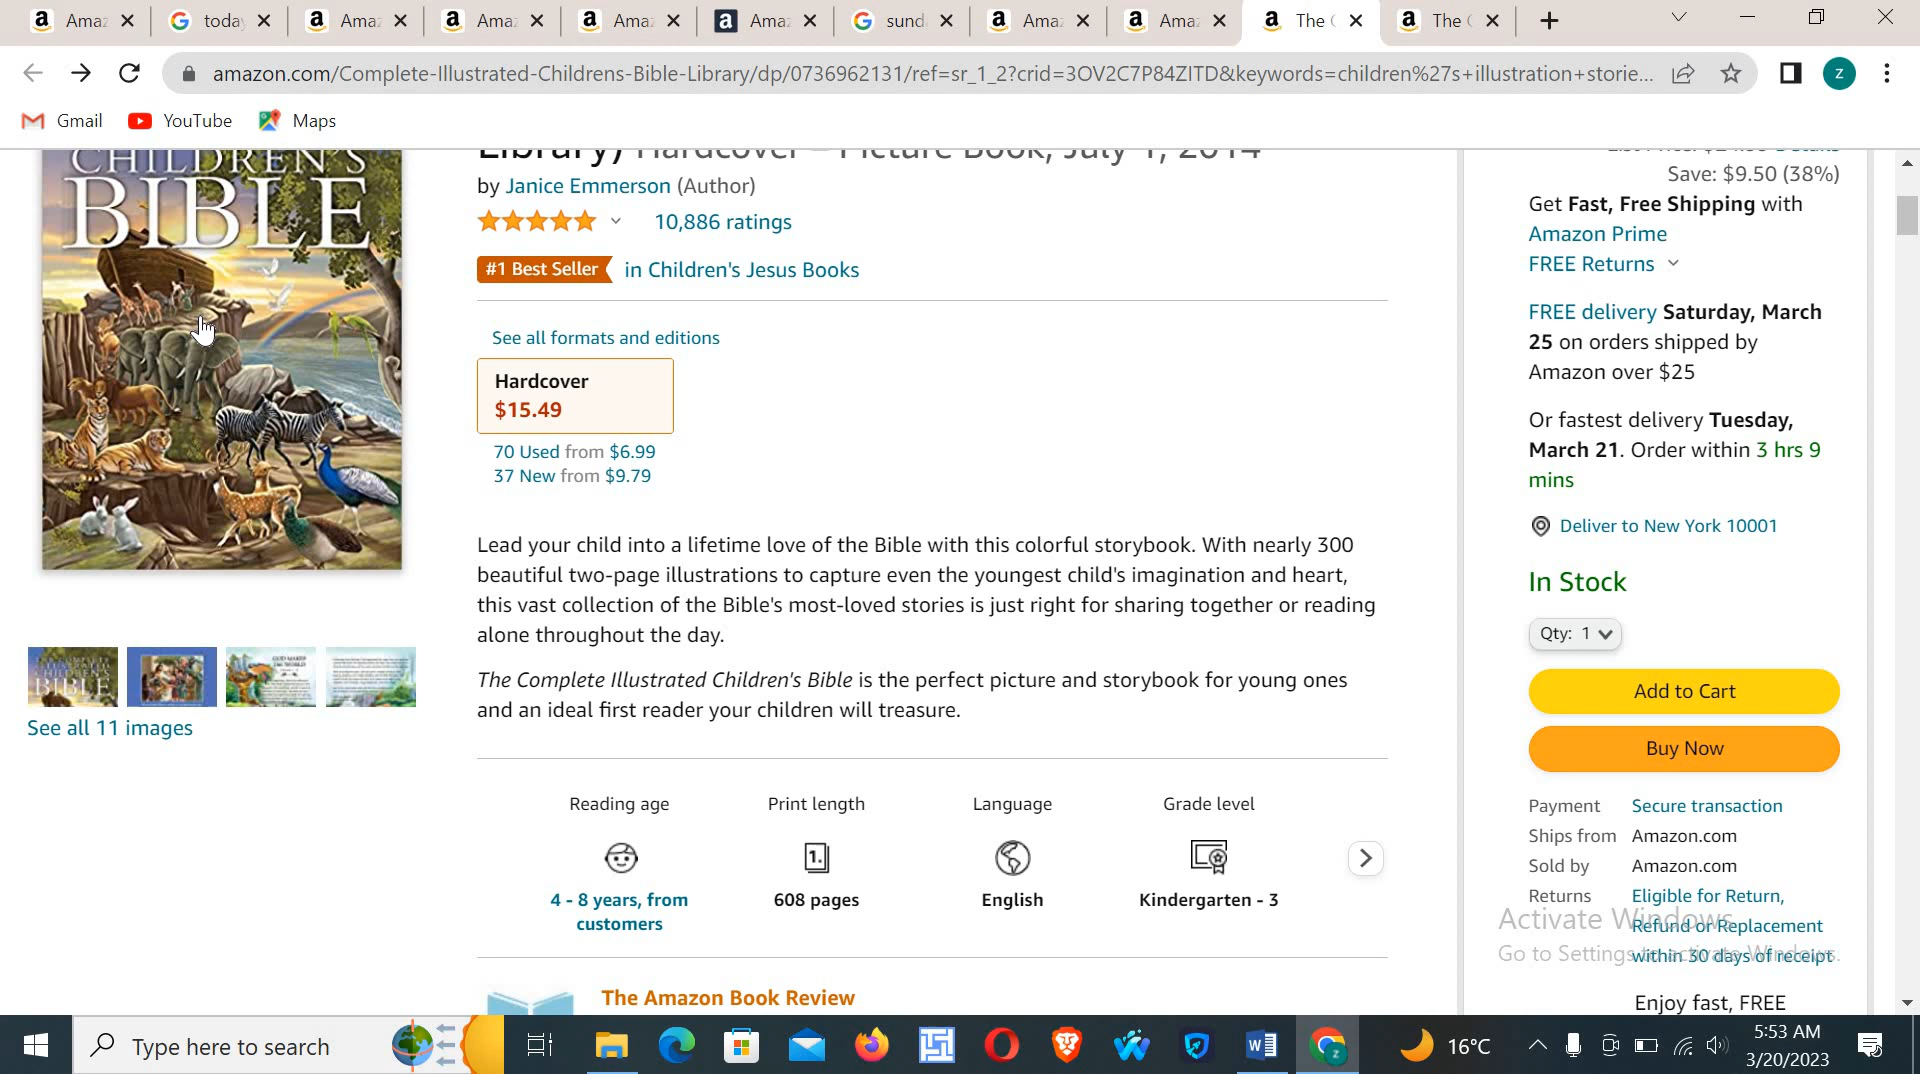 Amaz
toda
Amaz
Amaz
Amaz
Amaz
sund
Amaz
Amaz
The (
The (
amazon.com/Complete-Illustrated-Childrens-Bible-Library/dp/0736962131/ref=sr_1_2?crid=3OV2C7P84ZITD&keywords=children%27s+illustration+storie...
z
Gmail
YouTube
Maps
CHILDREN'S
BIBLE
Library) Hardcover – Picture Book, July 1, 2014
by Janice Emmerson (Author)
10,886 ratings
#1 Best Seller in Children's Jesus Books
See all formats and editions
Hardcover
$15.49
70 Used from $6.99
37 New from $9.79
Lead your child into a lifetime love of the Bible with this colorful storybook. With nearly 300
beautiful two-page illustrations to capture even the youngest child's imagination and heart,
this vast collection of the Bible's most-loved stories is just right for sharing together or reading
alone throughout the day.
The Complete Illustrated Children's Bible is the perfect picture and storybook for young ones
and an ideal first reader your children will treasure.
See all 11 images
Reading age
4 - 8 years, from
customers
Print length
1.
608 pages
Language
English
Grade level
Kindergarten - 3
The Amazon Book Review
Save: $9.50 (38%)
Get Fast, Free Shipping with
Amazon Prime
FREE Returns
FREE delivery Saturday, March
25 on orders shipped by
Amazon over $25
Or fastest delivery Tuesday,
March 21. Order within 3 hrs 9
mins
Deliver to New York 10001
In Stock
Qty: 1
Add to Cart
Buy Now
Payment Secure transaction
Ships from Amazon.com
Sold by Amazon.com
Returns Eligible for Return,
Refund or Replacement
within 30 days of receipt
Activate Windows
Go to Settings to activate Windows.
Enjoy fast, FREE
Type here to search
16°C
5:53 AM
3/20/2023